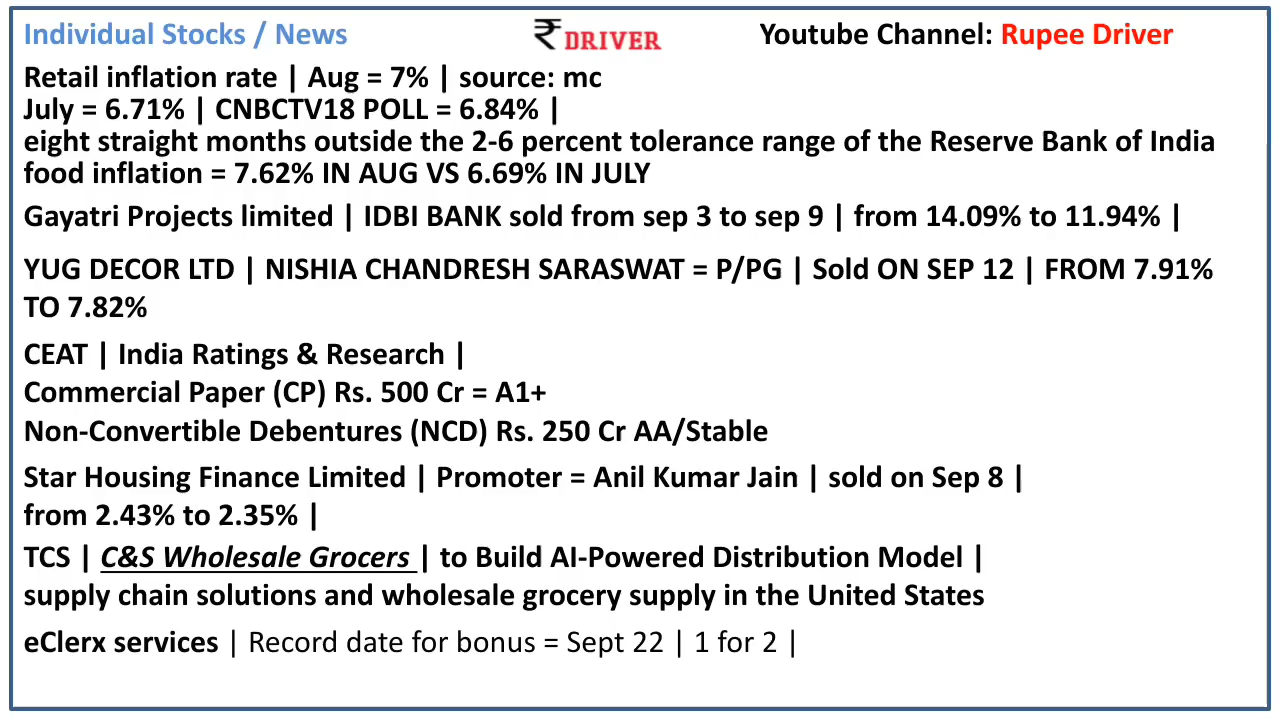 Individual Stocks / News
₹ DRIVER
Youtube Channel: Rupee Driver
Retail inflation rate | Aug = 7% | source: mc
July = 6.71% | CNBCTV18 POLL = 6.84% |
eight straight months outside the 2-6 percent tolerance range of the Reserve Bank of India
food inflation = 7.62% IN AUG VS 6.69% IN JULY
Gayatri Projects limited | IDBI BANK sold from sep 3 to sep 9 | from 14.09% to 11.94% |
YUG DECOR LTD | NISHIA CHANDRESH SARASWAT = P/PG | Sold ON SEP 12 | FROM 7.91%
TO 7.82%
CEAT | India Ratings & Research |
Commercial Paper (CP) Rs. 500 Cr = A1+
Non-Convertible Debentures (NCD) Rs. 250 Cr AA/Stable
Star Housing Finance Limited | Promoter = Anil Kumar Jain | sold on Sep 8 |
from 2.43% to 2.35% |
TCS | C&S Wholesale Grocers | to Build AI-Powered Distribution Model |
supply chain solutions and wholesale grocery supply in the United States
eClerx services | Record date for bonus = Sept 22 | 1 for 2 |